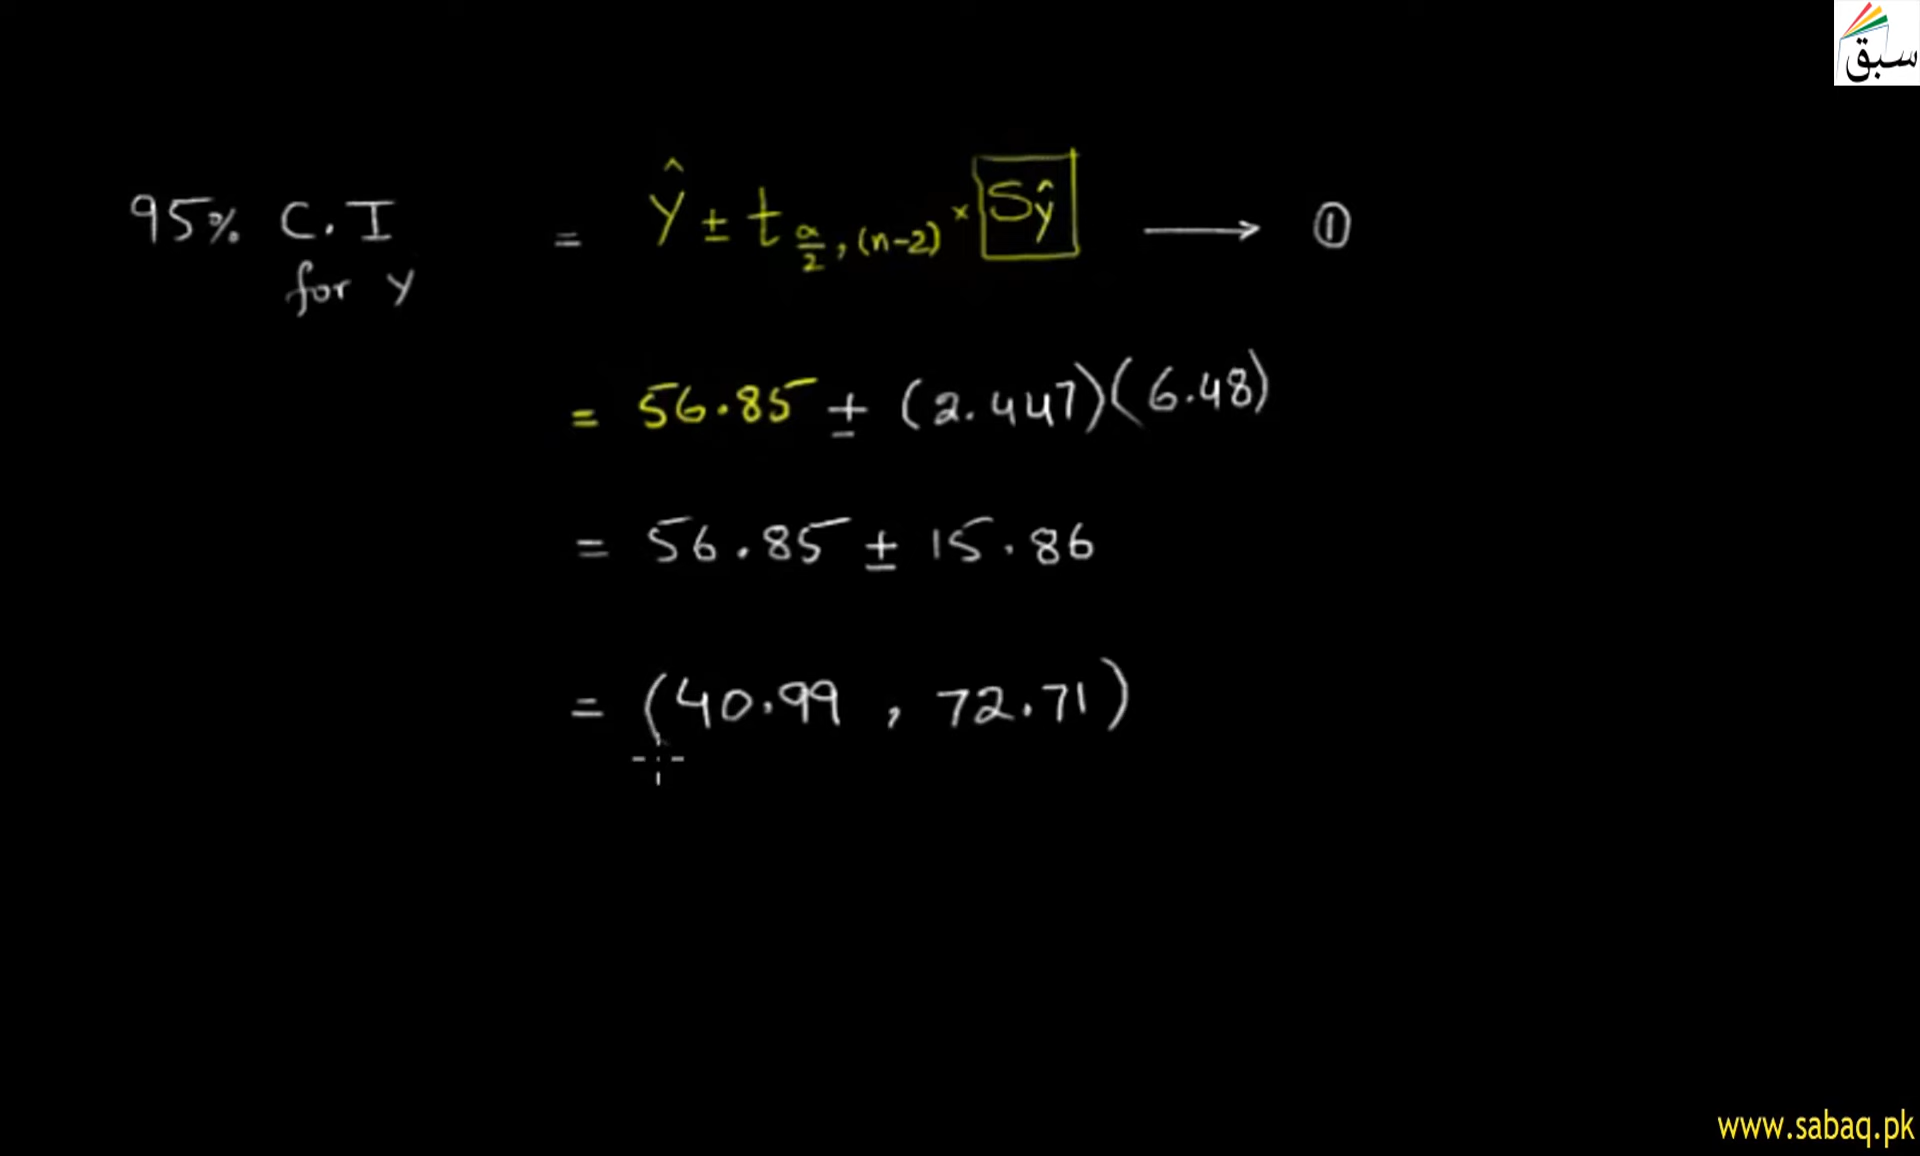 سبق
95% C.I = Ŷ ± t α/2, (n-2) × Sŷ ⟶ ①
for Y
= 56.85 ± (2.447)(6.48)
= 56.85 ± 15.86
= (40.99 , 72.71)
www.sabaq.pk